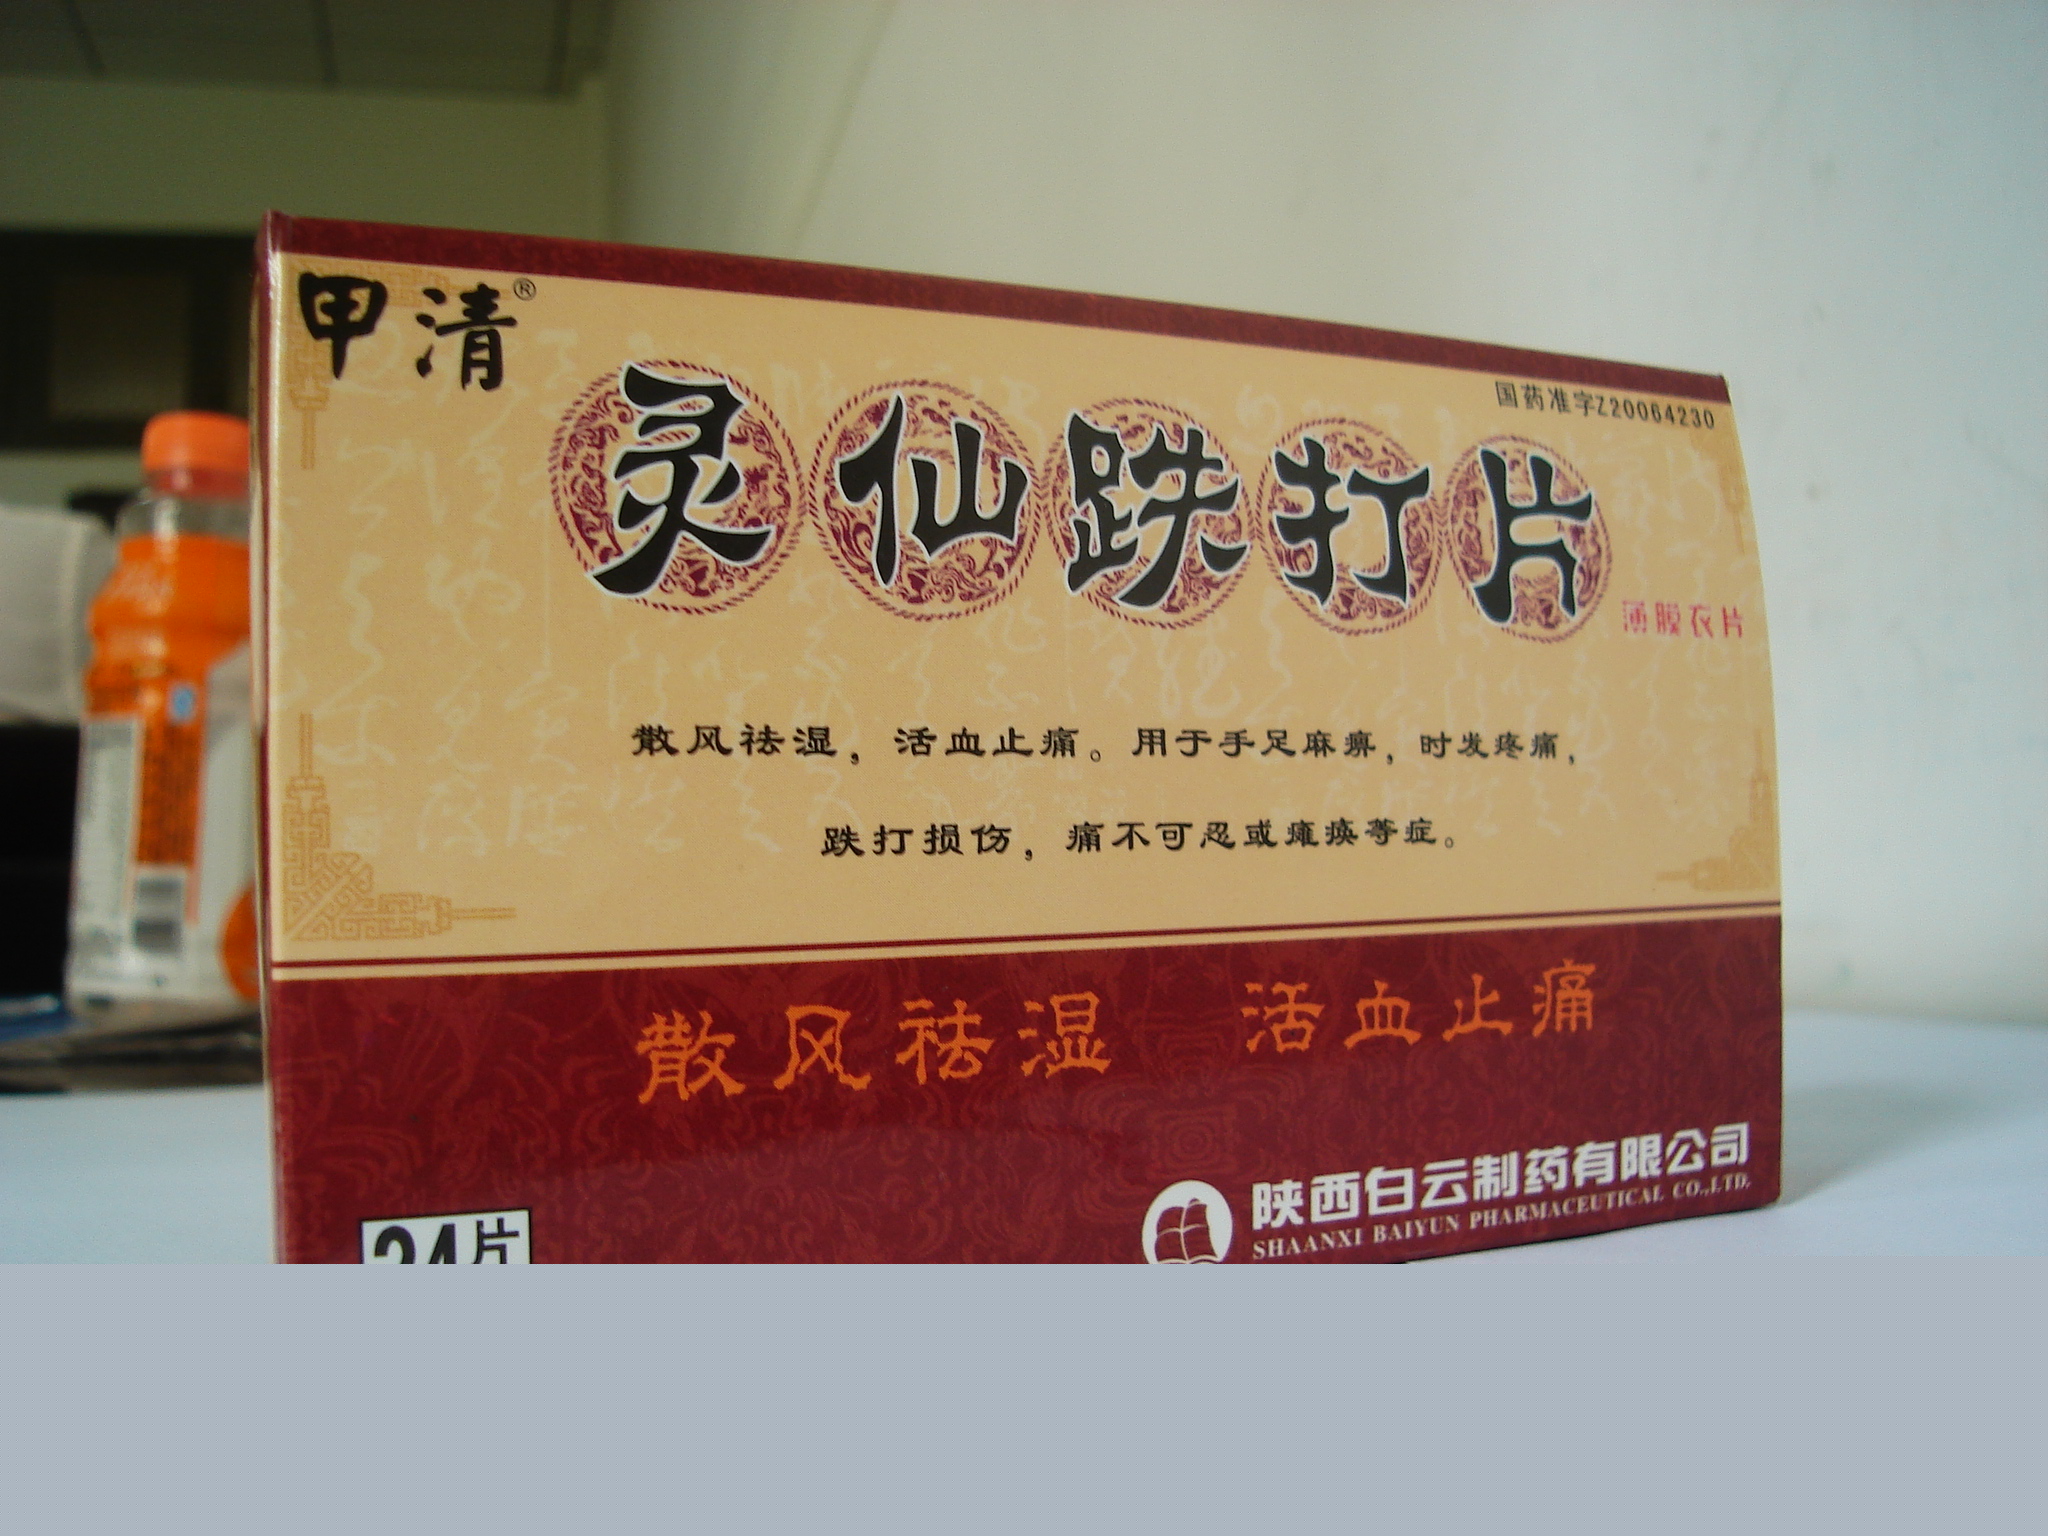 甲清®
国药准字Z20064230
灵仙跌打片
薄膜衣片
散风祛湿，活血止痛。用于手足麻痹，时发疼痛，
跌打损伤，痛不可忍或瘫痪等症。
散风祛湿 活血止痛
24片
陕西白云制药有限公司
SHAANXI BAIYUN PHARMACEUTICAL CO.,LTD.